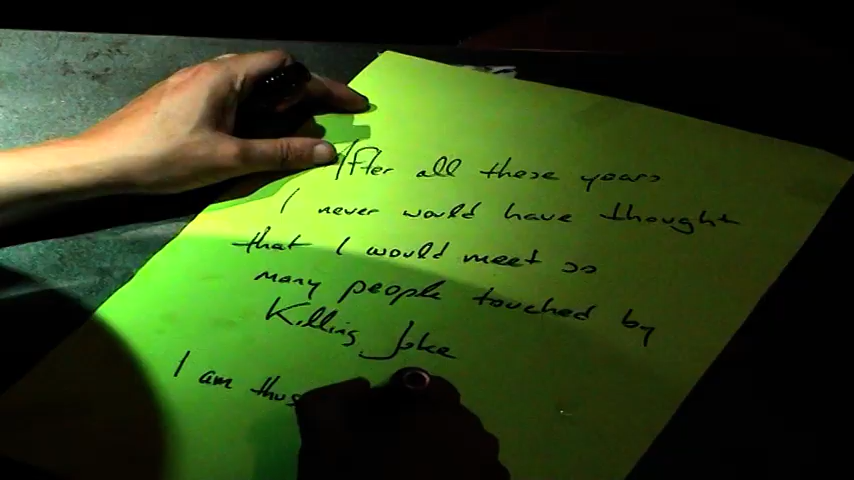 After all these years
I never would have thought
that I would meet so
many people touched by
Killing Joke
I am thus